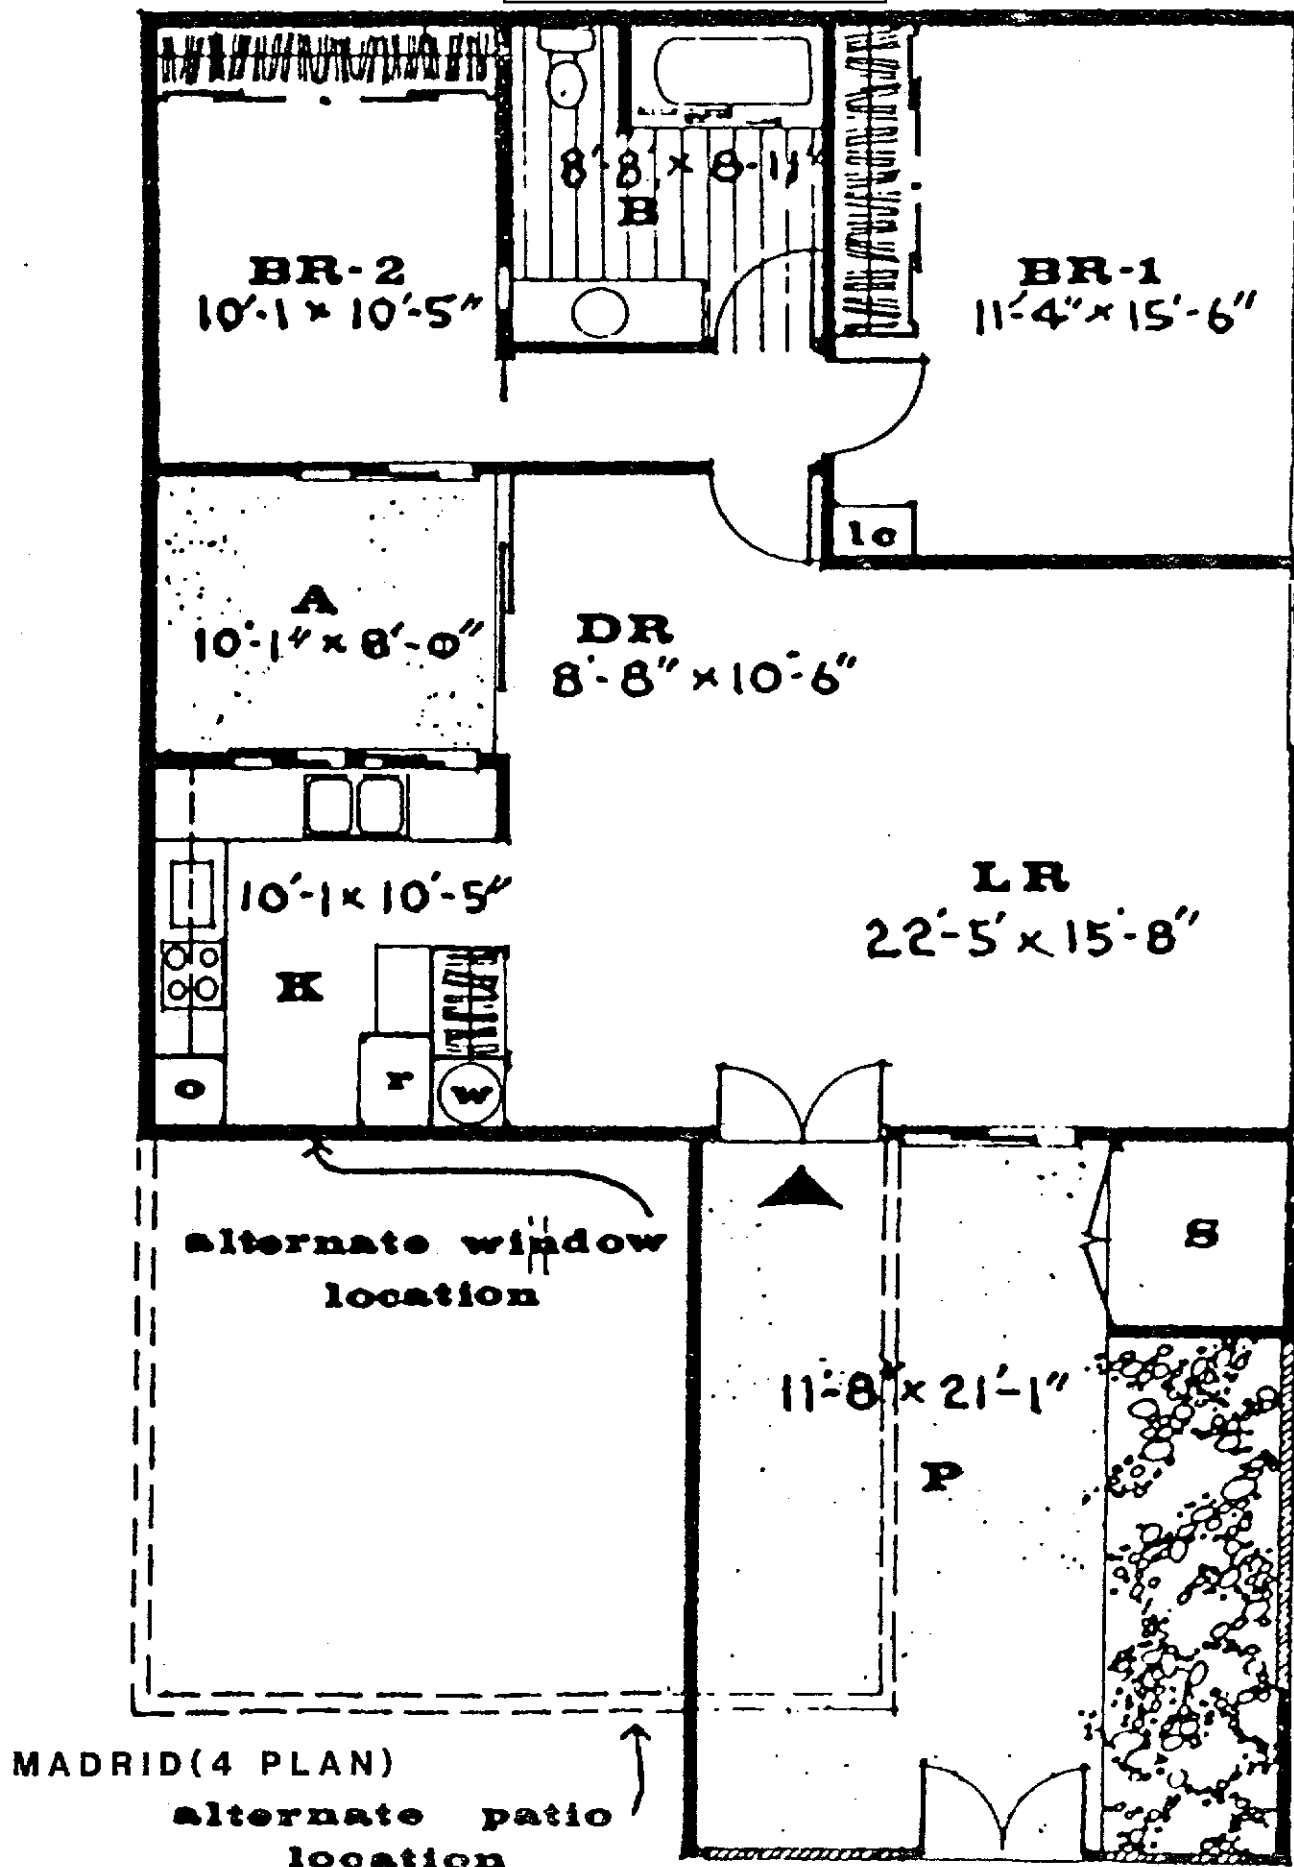 8'-8' x 8-11"
B
BR-2
10'-1 x 10'-5"
BR-1
11'-4" x 15'-6"
lc
A
10'-1" x 8'-0"
DR
8'-8" x 10'-6"
10'-1 x 10'-5"
LR
22'-5' x 15'-8"
K
o
r
w
alternate window
location
S
11'-8" x 21'-1"
P
MADRID(4 PLAN)
alternate patio
location